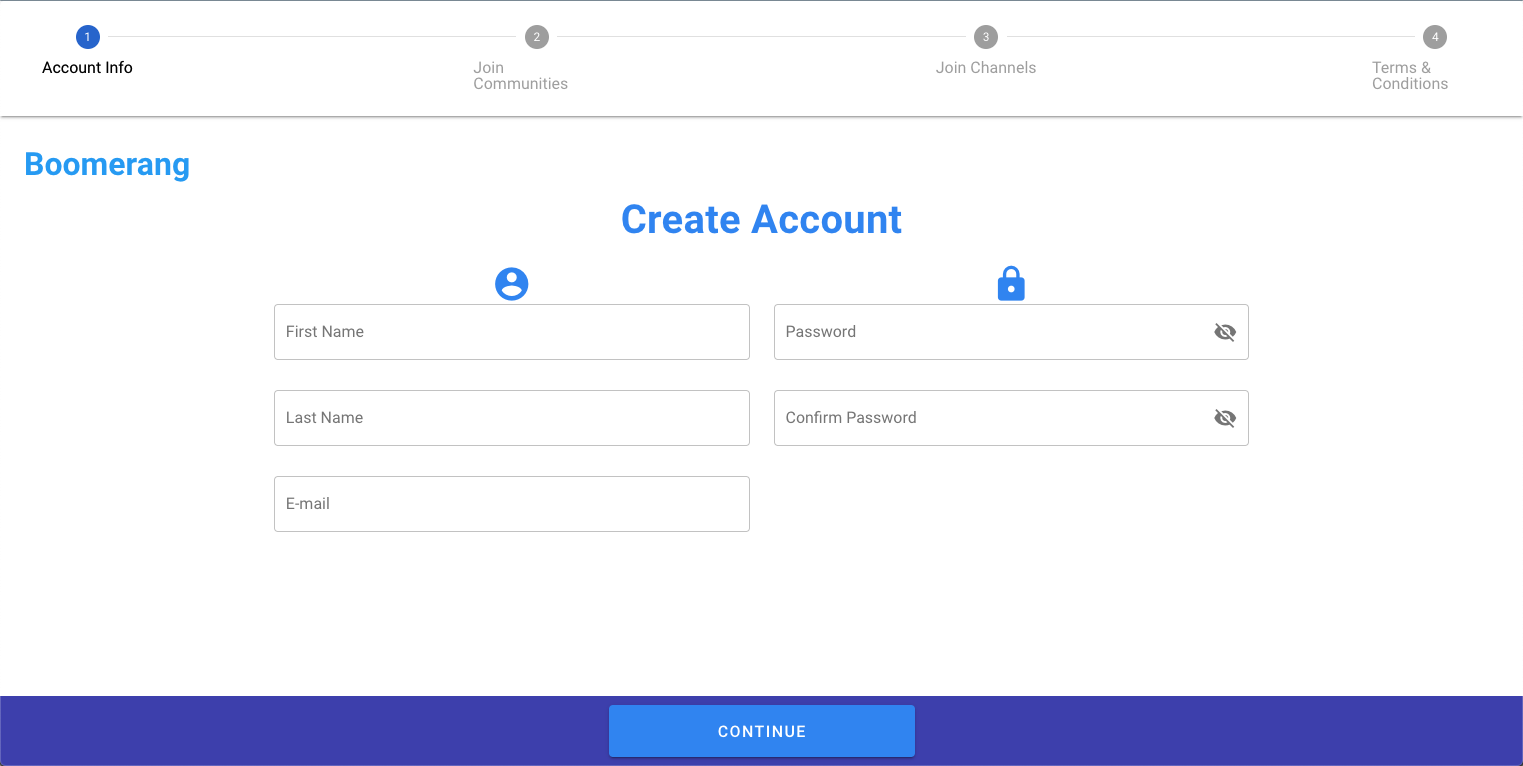 1
2
3
4
Account Info
Join
Communities
Join Channels
Terms &
Conditions
Boomerang
Create Account
First Name
Password
Last Name
Confirm Password
E-mail
CONTINUE